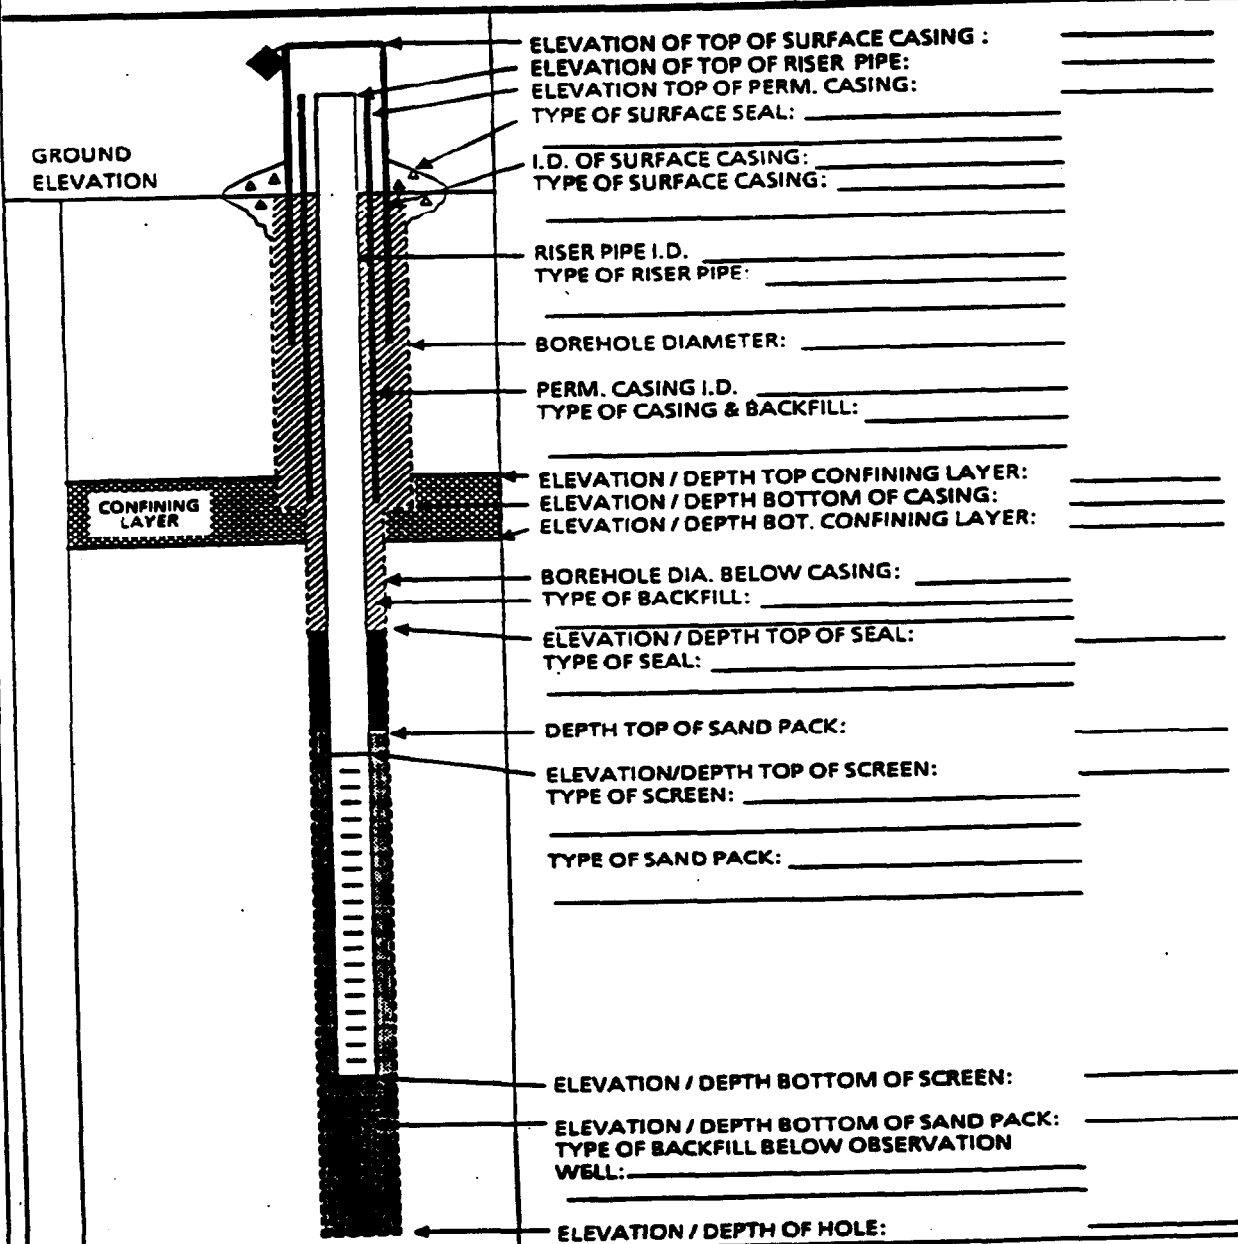 ELEVATION OF TOP OF SURFACE CASING :
ELEVATION OF TOP OF RISER PIPE:
ELEVATION TOP OF PERM. CASING:
TYPE OF SURFACE SEAL:
GROUND
ELEVATION
I.D. OF SURFACE CASING:
TYPE OF SURFACE CASING:
RISER PIPE I.D.
TYPE OF RISER PIPE:
BOREHOLE DIAMETER:
PERM. CASING I.D.
TYPE OF CASING & BACKFILL:
CONFINING
LAYER
ELEVATION / DEPTH TOP CONFINING LAYER:
ELEVATION / DEPTH BOTTOM OF CASING:
ELEVATION / DEPTH BOT. CONFINING LAYER:
BOREHOLE DIA. BELOW CASING:
TYPE OF BACKFILL:
ELEVATION / DEPTH TOP OF SEAL:
TYPE OF SEAL:
DEPTH TOP OF SAND PACK:
ELEVATION/DEPTH TOP OF SCREEN:
TYPE OF SCREEN:
TYPE OF SAND PACK:
ELEVATION / DEPTH BOTTOM OF SCREEN:
ELEVATION / DEPTH BOTTOM OF SAND PACK:
TYPE OF BACKFILL BELOW OBSERVATION
WELL:
ELEVATION / DEPTH OF HOLE: